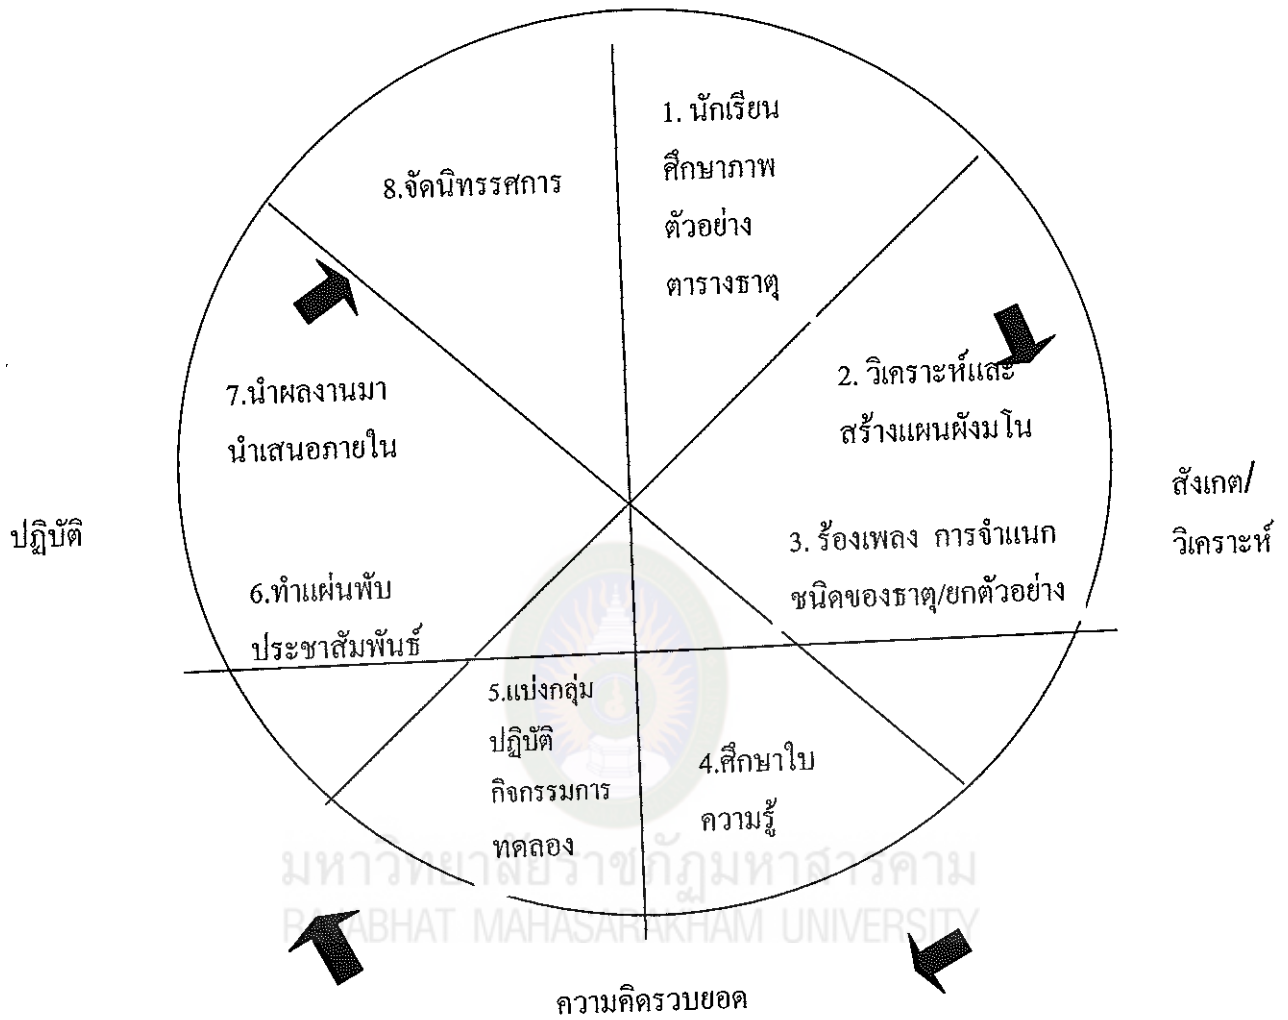 1. นักเรียน
ศึกษาภาพ
ตัวอย่าง
ตารางธาตุ
2. วิเคราะห์และ
สร้างแผนผังมโน
3. ร้องเพลง การจำแนก
ชนิดของธาตุ/ยกตัวอย่าง
สังเกต/
วิเคราะห์
4.ศึกษาใบ
ความรู้
5.แบ่งกลุ่ม
ปฏิบัติ
กิจกรรมการ
ทดลอง
6.ทำแผ่นพับ
ประชาสัมพันธ์
7.นำผลงานมา
นำเสนอภายใน
8.จัดนิทรรศการ
ปฏิบัติ
มหาวิทยาลัยราชภัฏมหาสารคาม
RAJABHAT MAHASARAKHAM UNIVERSITY
ความคิดรวบยอด